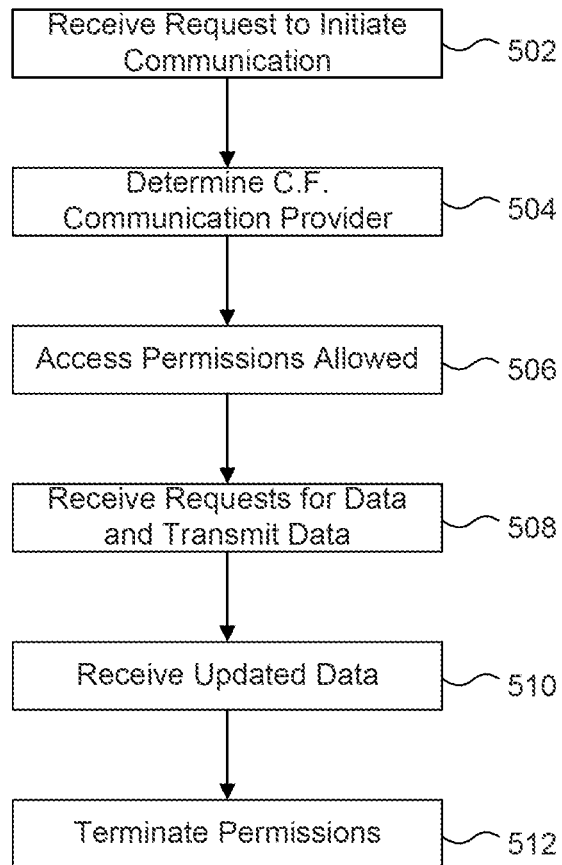 Receive Request to Initiate
Communication
502
Determine C.F.
Communication Provider
504
Access Permissions Allowed
506
Receive Requests for Data
and Transmit Data
508
Receive Updated Data
510
Terminate Permissions
512